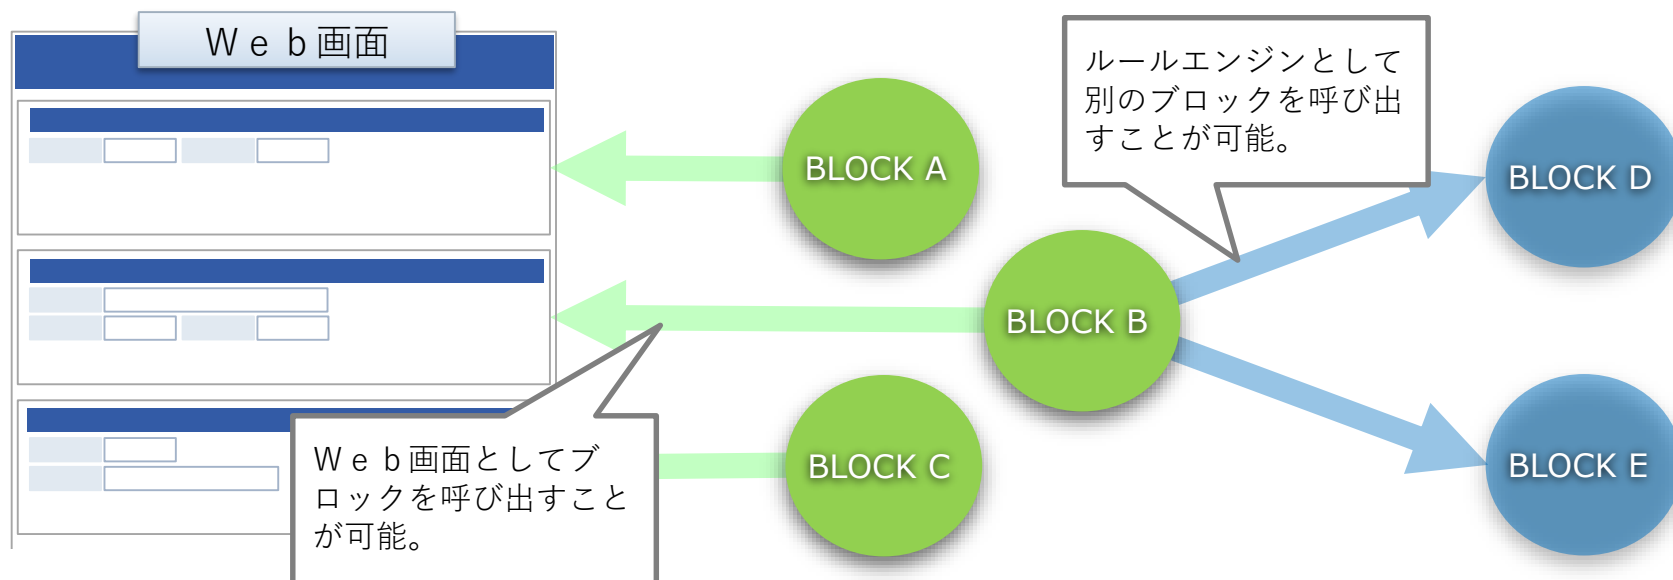 Ｗｅｂ画面
ルールエンジンとして
別のブロックを呼び出
すことが可能。
BLOCK A
BLOCK D
BLOCK B
BLOCK C
BLOCK E
Ｗｅｂ画面としてブ
ロックを呼び出すこと
が可能。